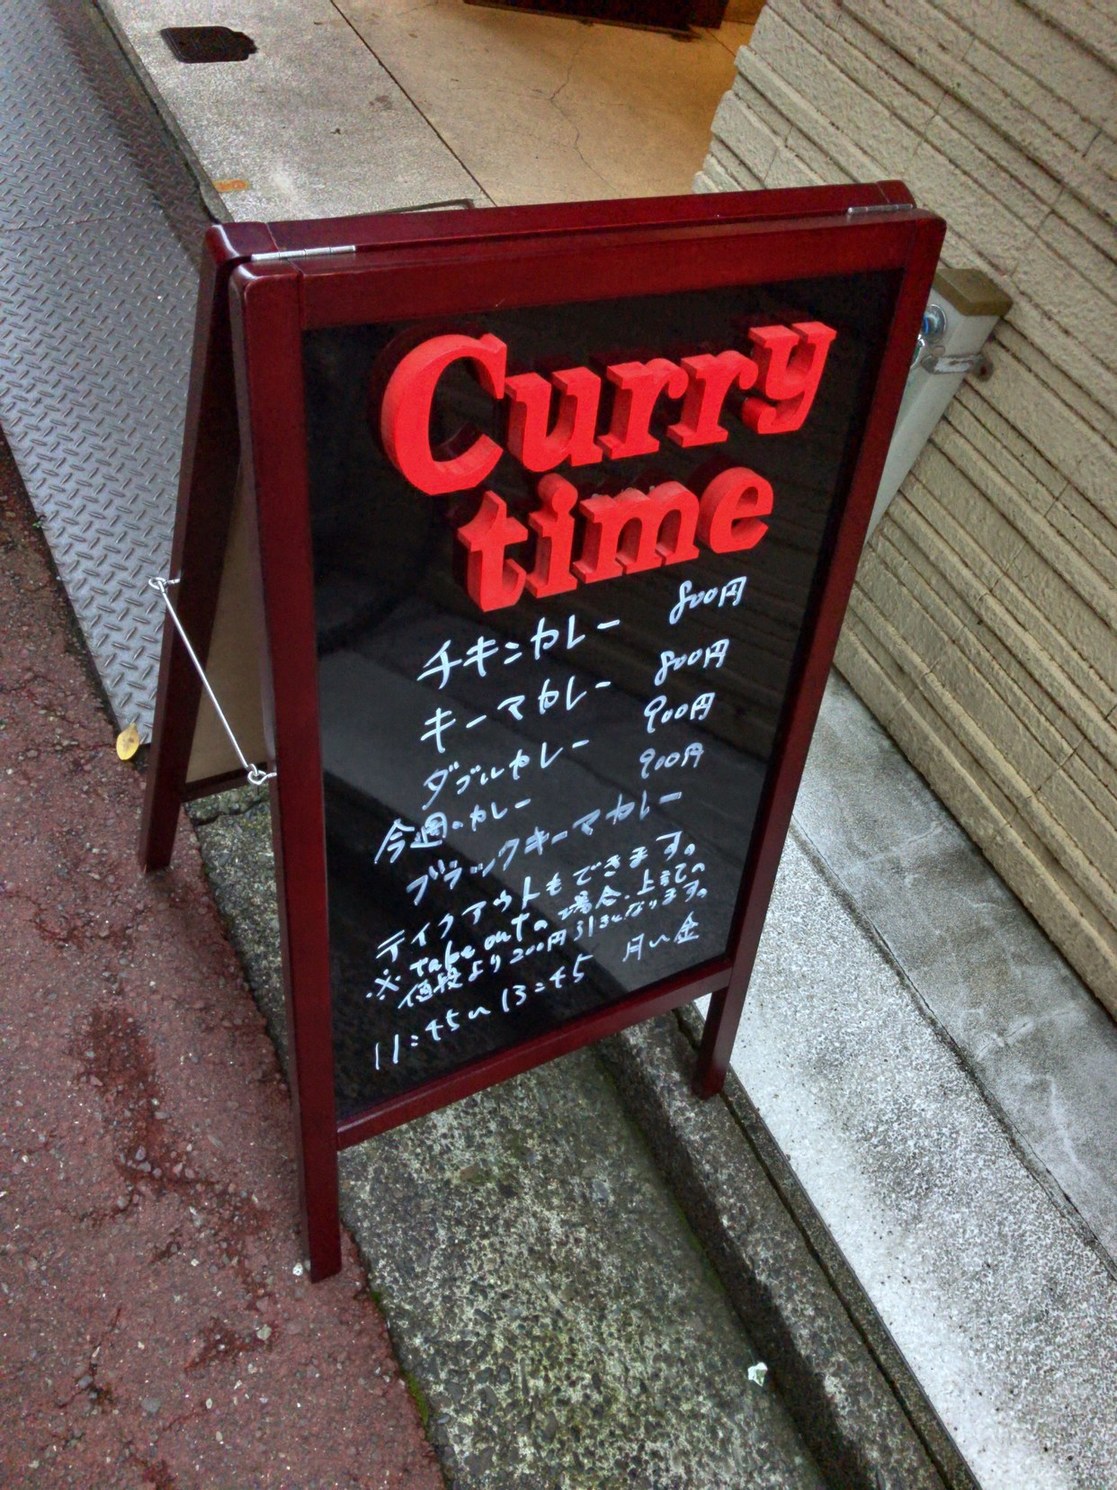 Curry
time
チキンカレー 800円
キーマカレー 800円
ダブルカレー 900円
今週のカレー 900円
ブラックキーマカレー
テイクアウトもできます。
※take outの場合、上記の
値段より200円引きになります。
11:45〜13:45 月〜金